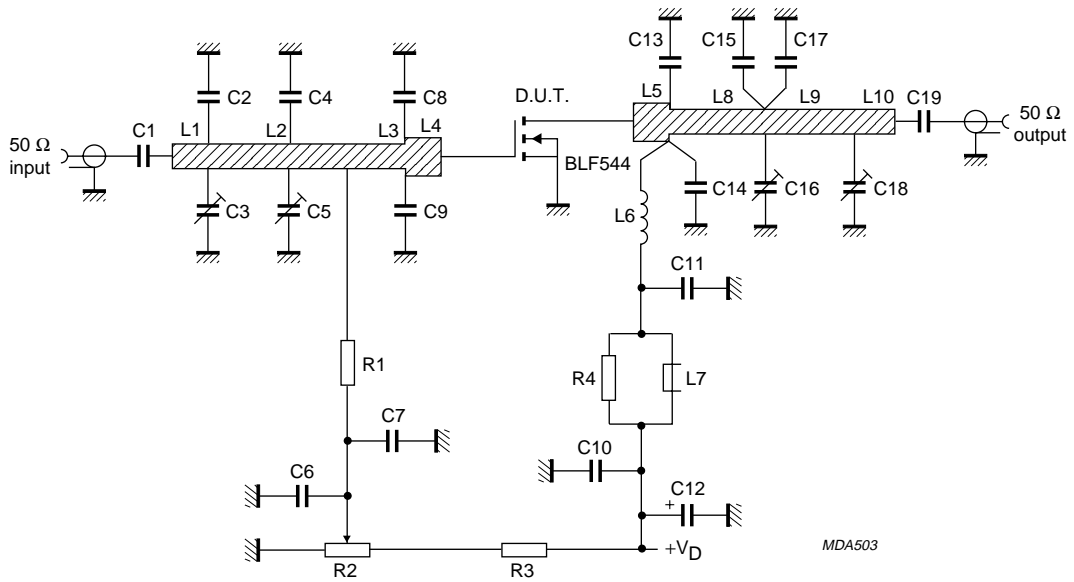 C13 C15 C17
C2 C4 C8
D.U.T.
L5 L8 L9 L10 C19
50 Ω
output
50 Ω
input
C1 L1 L2 L3 L4
BLF544
C3 C5 C9
C14 C16 C18
L6
C11
R1
R4 L7
C7
C10
C6
C12
+
+VD
R2 R3
MDA503